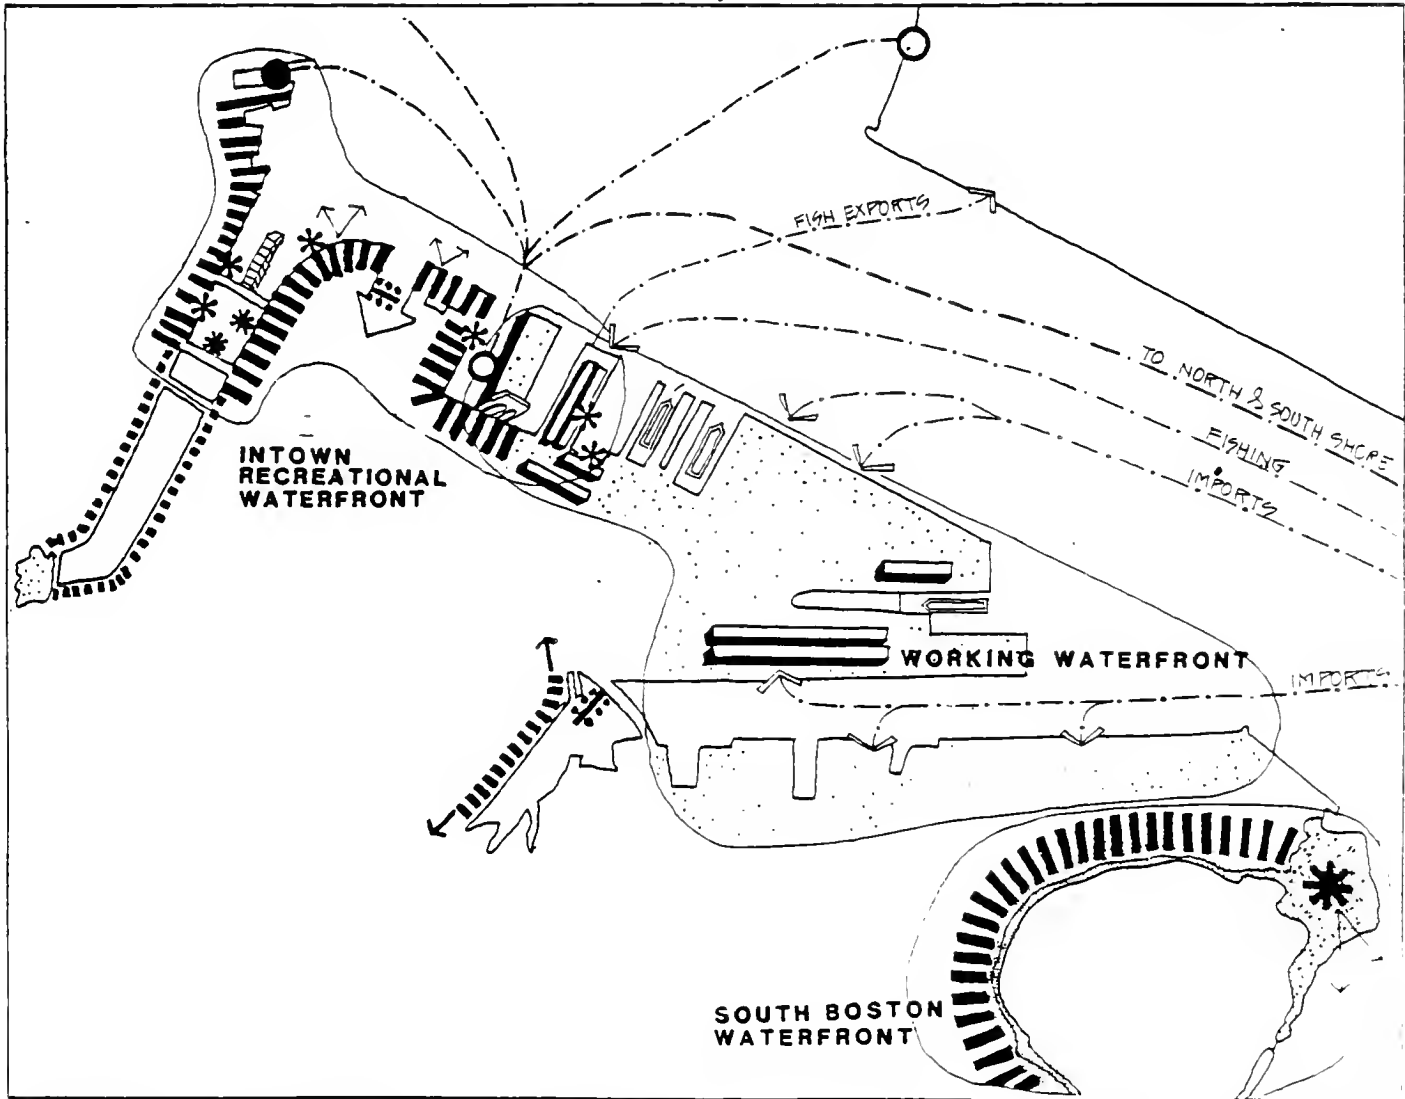 FISH EXPORTS
TO NORTH & SOUTH SHORE
FISHING
IMPORTS
INTOWN
RECREATIONAL
WATERFRONT
WORKING WATERFRONT
IMPORTS
SOUTH BOSTON
WATERFRONT